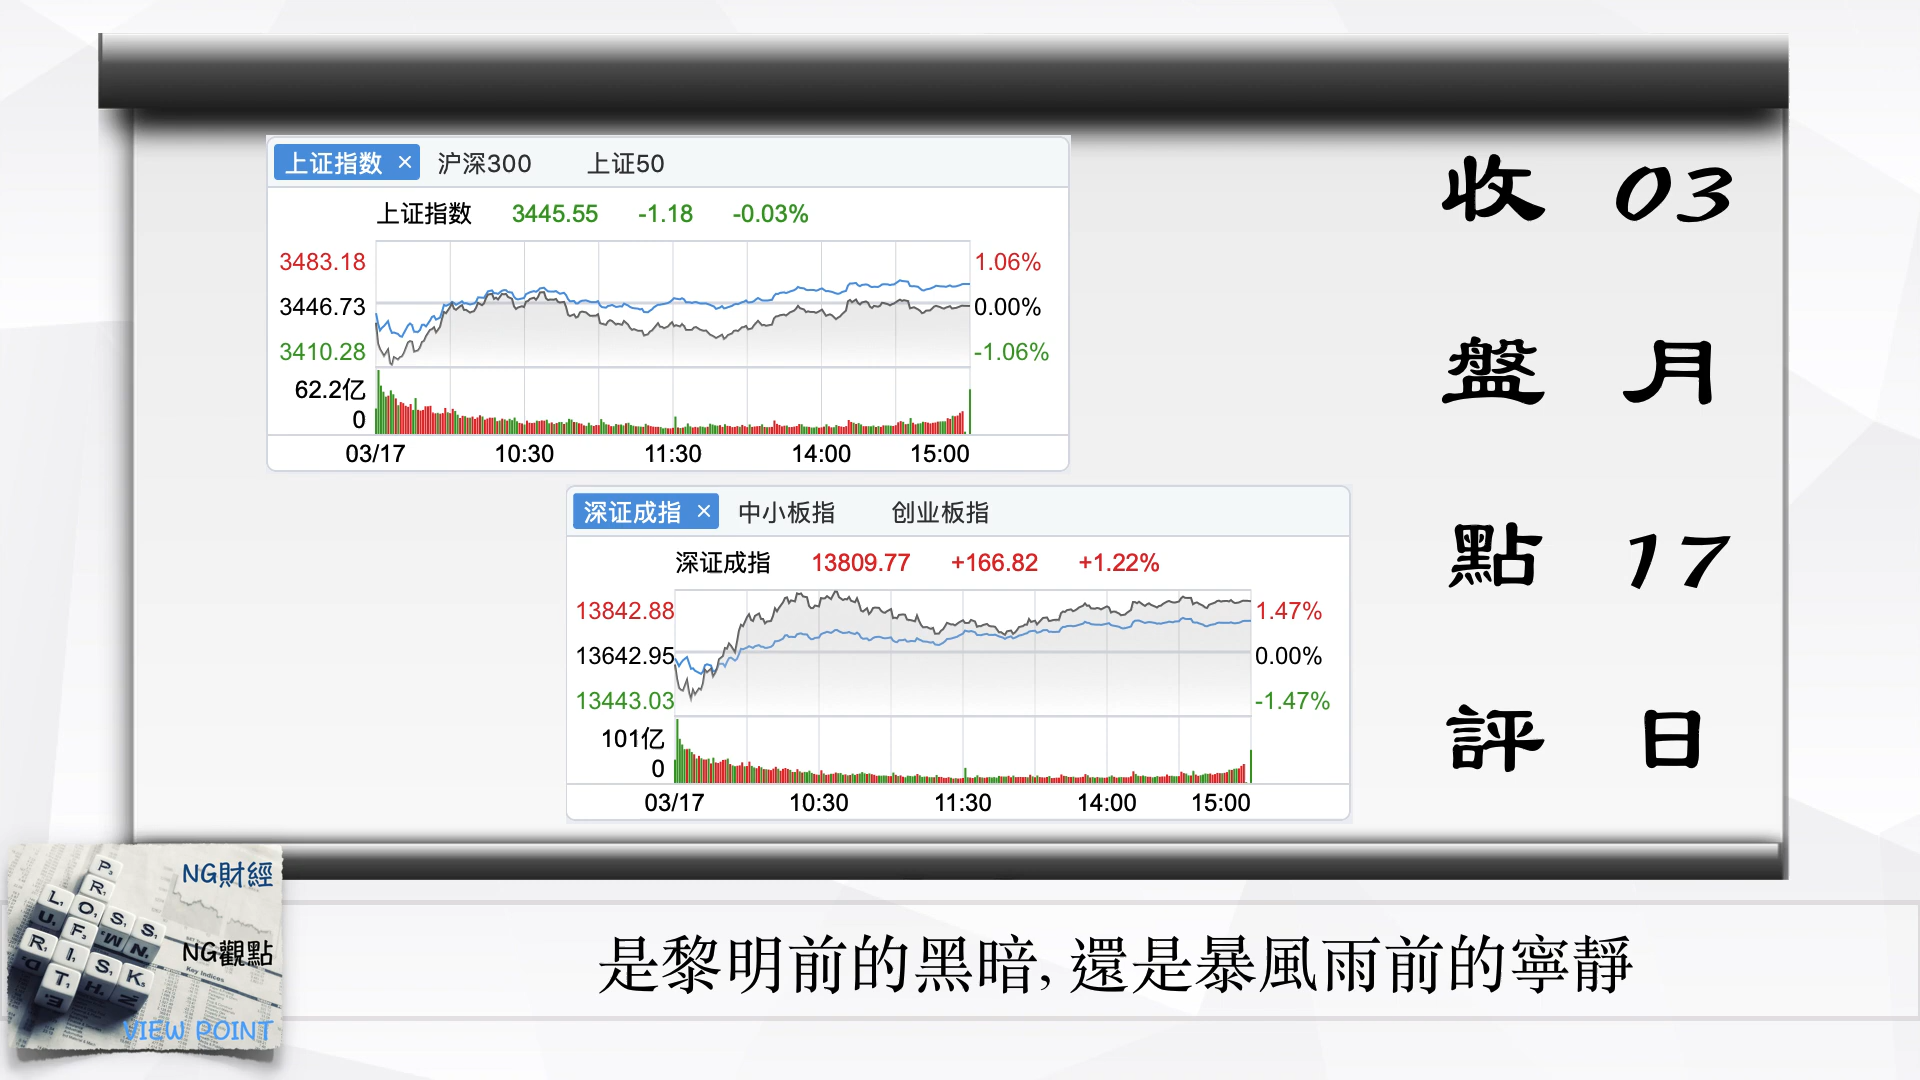 上证指数 × 沪深300 上证50
上证指数 3445.55 -1.18 -0.03%
3483.18 1.06%
3446.73 0.00%
3410.28 -1.06%
62.2亿
0
03/17 10:30 11:30 14:00 15:00
深证成指 × 中小板指 创业板指
深证成指 13809.77 +166.82 +1.22%
13842.88 1.47%
13642.95 0.00%
13443.03 -1.47%
101亿
0
03/17 10:30 11:30 14:00 15:00
03月17日
收盤點評
NG財經
NG觀點
VIEW POINT
Key Indices
是黎明前的黑暗,還是暴風雨前的寧靜